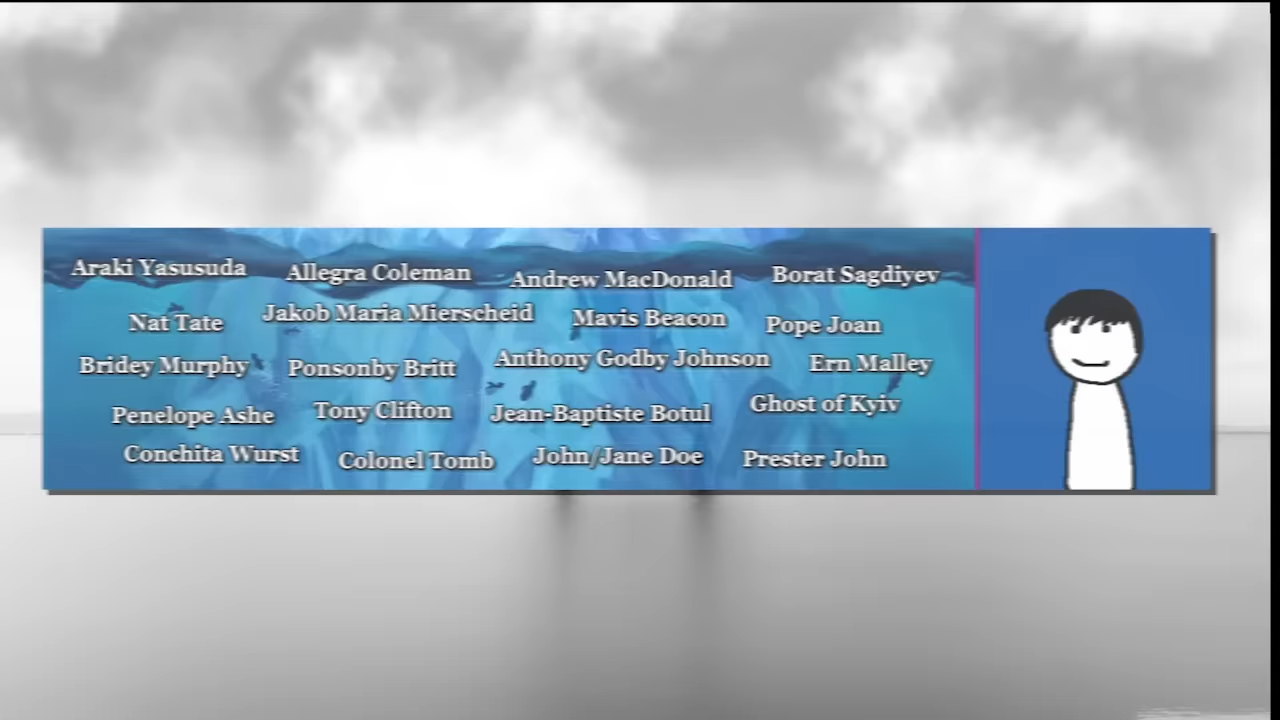 Araki Yasusuda Allegra Coleman Andrew MacDonald Borat Sagdiyev
Nat Tate Jakob Maria Mierscheid Mavis Beacon Pope Joan
Bridey Murphy Ponsonby Britt Anthony Godby Johnson Ern Malley
Penelope Ashe Tony Clifton Jean-Baptiste Botul Ghost of Kyiv
Conchita Wurst Colonel Tomb John/Jane Doe Prester John